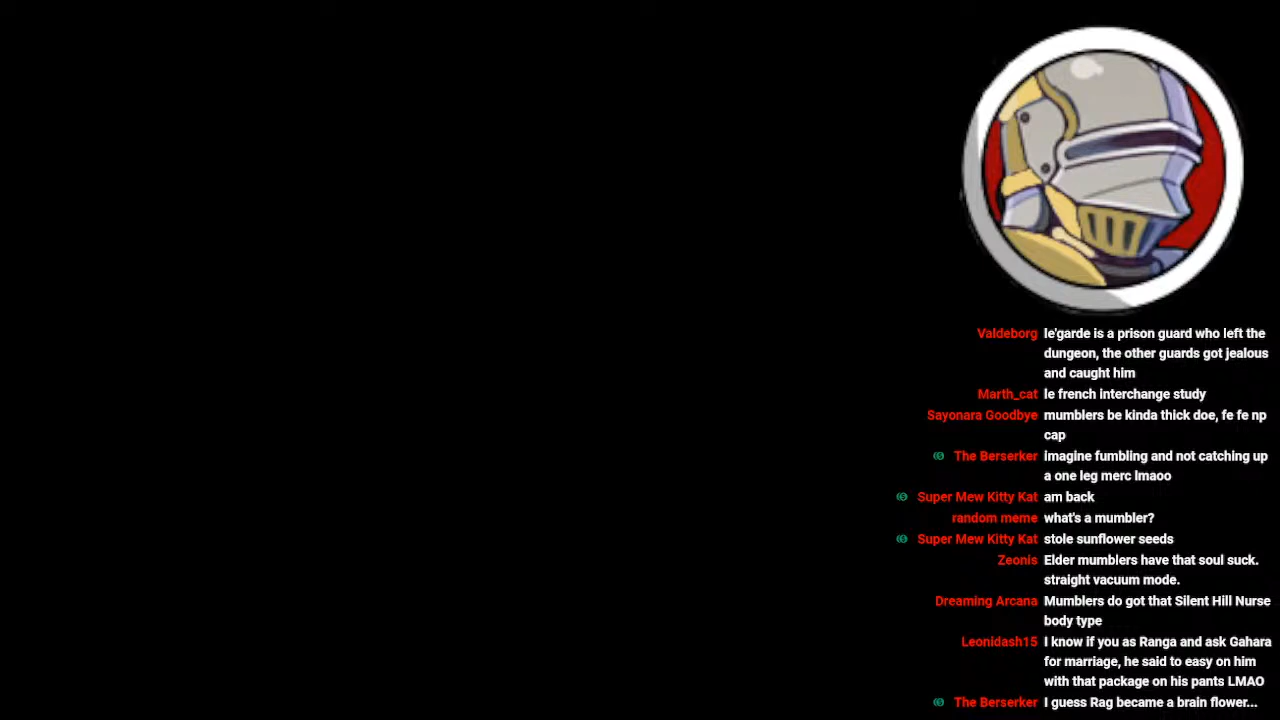 Valdeborg le'garde is a prison guard who left the
dungeon, the other guards got jealous
and caught him
Marth_cat le french interchange study
Sayonara Goodbye mumblers be kinda thick doe, fe fe np
cap
The Berserker imagine fumbling and not catching up
a one leg merc lmaoo
Super Mew Kitty Kat am back
random meme what's a mumbler?
Super Mew Kitty Kat stole sunflower seeds
Zeonis Elder mumblers have that soul suck.
straight vacuum mode.
Dreaming Arcana Mumblers do got that Silent Hill Nurse
body type
Leonidash15 I know if you as Ranga and ask Gahara
for marriage, he said to easy on him
with that package on his pants LMAO
The Berserker I guess Rag became a brain flower...